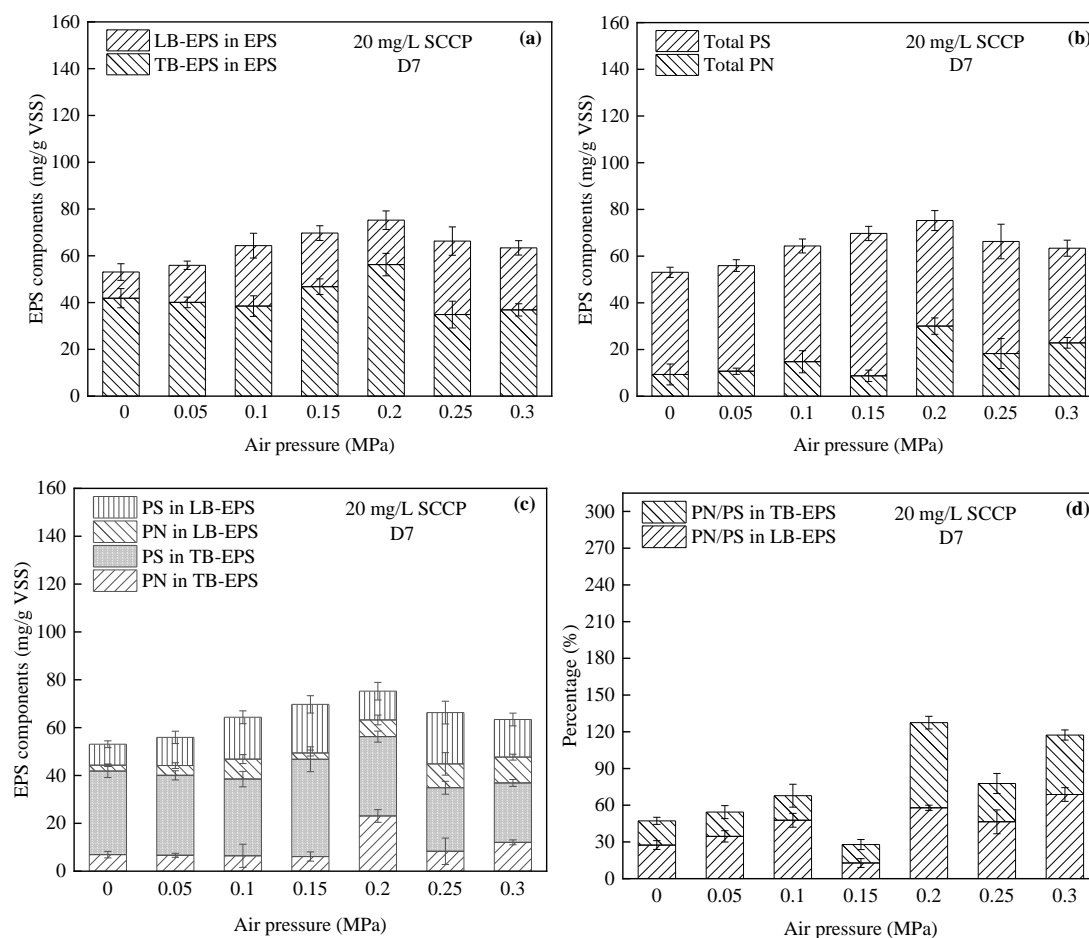 160
140
120
100
80
60
40
20
0
EPS components (mg/g VSS)
LB-EPS in EPS
TB-EPS in EPS
20 mg/L SCCP
D7
(a)
0 0.05 0.1 0.15 0.2 0.25 0.3
Air pressure (MPa)
160
140
120
100
80
60
40
20
0
EPS components (mg/g VSS)
Total PS
Total PN
20 mg/L SCCP
D7
(b)
0 0.05 0.1 0.15 0.2 0.25 0.3
Air pressure (MPa)
160
140
120
100
80
60
40
20
0
EPS components (mg/g VSS)
PS in LB-EPS
PN in LB-EPS
PS in TB-EPS
PN in TB-EPS
20 mg/L SCCP
D7
(c)
0 0.05 0.1 0.15 0.2 0.25 0.3
Air pressure (MPa)
300
270
240
210
180
150
120
90
60
30
0
Percentage (%)
PN/PS in TB-EPS
PN/PS in LB-EPS
20 mg/L SCCP
D7
(d)
0 0.05 0.1 0.15 0.2 0.25 0.3
Air pressure (MPa)